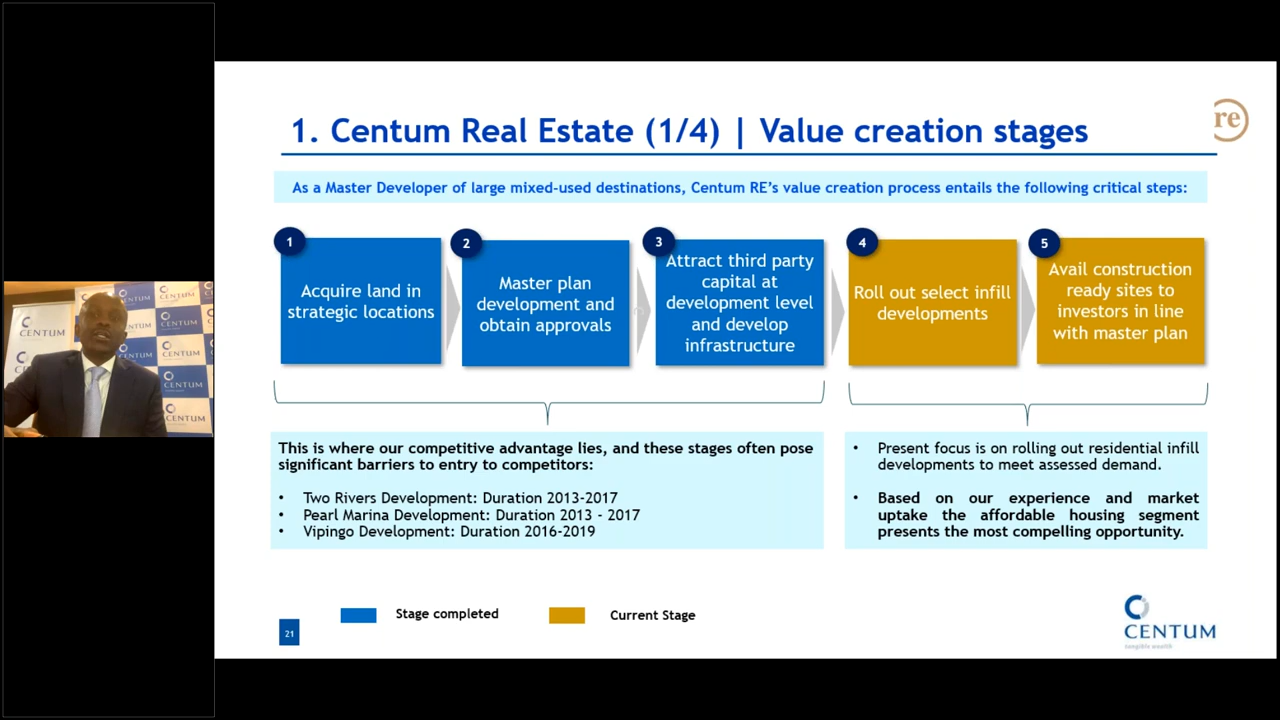 1. Centum Real Estate (1/4) | Value creation stages
re
As a Master Developer of large mixed-used destinations, Centum RE's value creation process entails the following critical steps:
1
Acquire land in
strategic locations
2
Master plan
development and
obtain approvals
3
Attract third party
capital at
development level
and develop
infrastructure
4
Roll out select infill
developments
5
Avail construction
ready sites to
investors in line
with master plan
This is where our competitive advantage lies, and these stages often pose
significant barriers to entry to competitors:
• Two Rivers Development: Duration 2013-2017
• Pearl Marina Development: Duration 2013 - 2017
• Vipingo Development: Duration 2016-2019
• Present focus is on rolling out residential infill
developments to meet assessed demand.
• Based on our experience and market
uptake the affordable housing segment
presents the most compelling opportunity.
Stage completed
Current Stage
21
CENTUM
tangible wealth
CENTUM
CENTUM
CENTUM
CENTUM
CENTUM